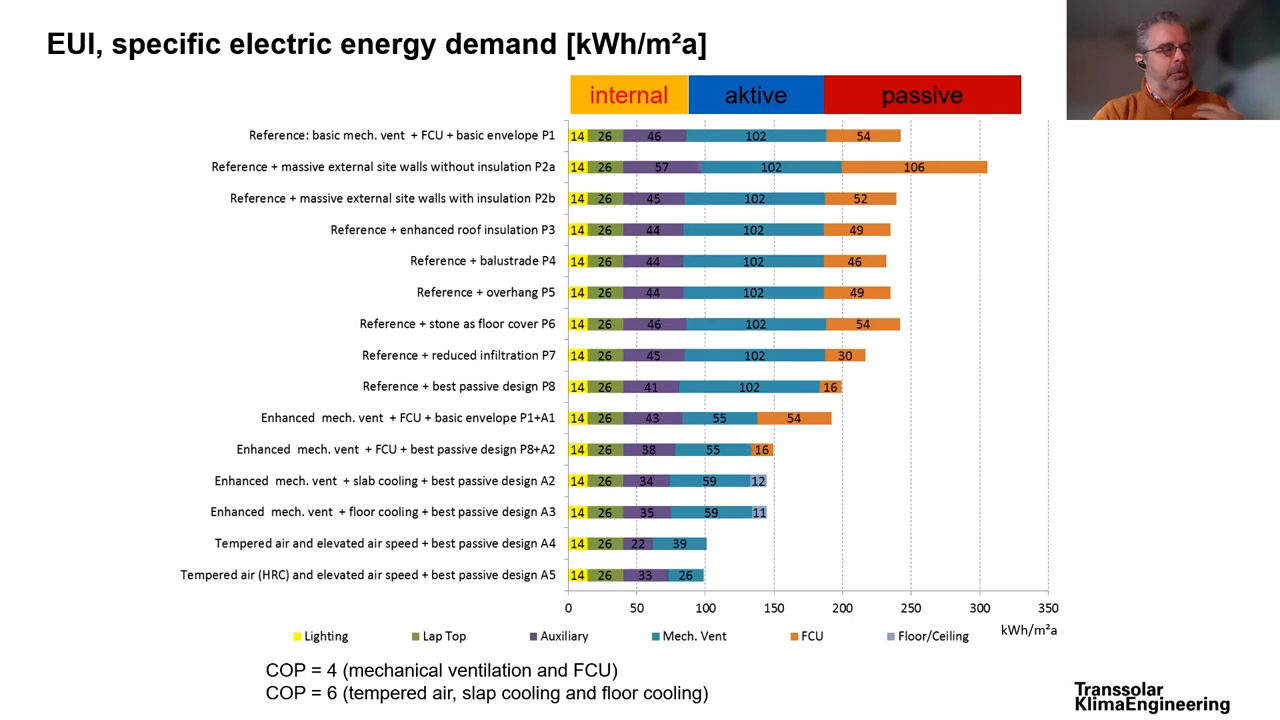 EUI, specific electric energy demand [kWh/m²a]
internal aktive passive
Reference: basic mech. vent + FCU + basic envelope P1 14 26 46 102 54
Reference + massive external site walls without insulation P2a 14 26 57 102 106
Reference + massive external site walls with insulation P2b 14 26 45 102 52
Reference + enhanced roof insulation P3 14 26 44 102 49
Reference + balustrade P4 14 26 44 102 46
Reference + overhang P5 14 26 44 102 49
Reference + stone as floor cover P6 14 26 46 102 54
Reference + reduced infiltration P7 14 26 45 102 30
Reference + best passive design P8 14 26 41 102 16
Enhanced mech. vent + FCU + basic envelope P1+A1 14 26 43 55 54
Enhanced mech. vent + FCU + best passive design P8+A2 14 26 38 55 16
Enhanced mech. vent + slab cooling + best passive design A2 14 26 34 59 12
Enhanced mech. vent + floor cooling + best passive design A3 14 26 35 59 11
Tempered air and elevated air speed + best passive design A4 14 26 22 39
Tempered air (HRC) and elevated air speed + best passive design A5 14 26 33 26
0 50 100 150 200 250 300 350
kWh/m²a
Lighting Lap Top Auxiliary Mech. Vent FCU Floor/Ceiling
COP = 4 (mechanical ventilation and FCU)
COP = 6 (tempered air, slap cooling and floor cooling)
Transsolar
KlimaEngineering